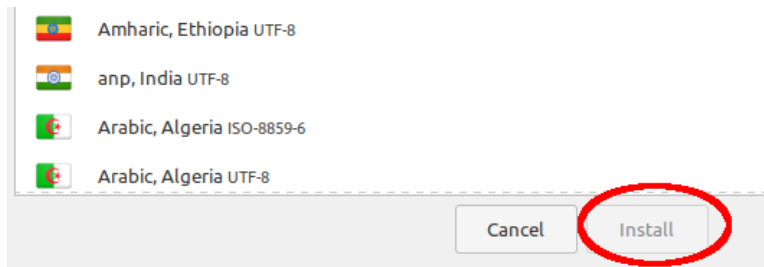 Amharic, Ethiopia UTF-8
anp, India UTF-8
Arabic, Algeria ISO-8859-6
Arabic, Algeria UTF-8
Cancel Install